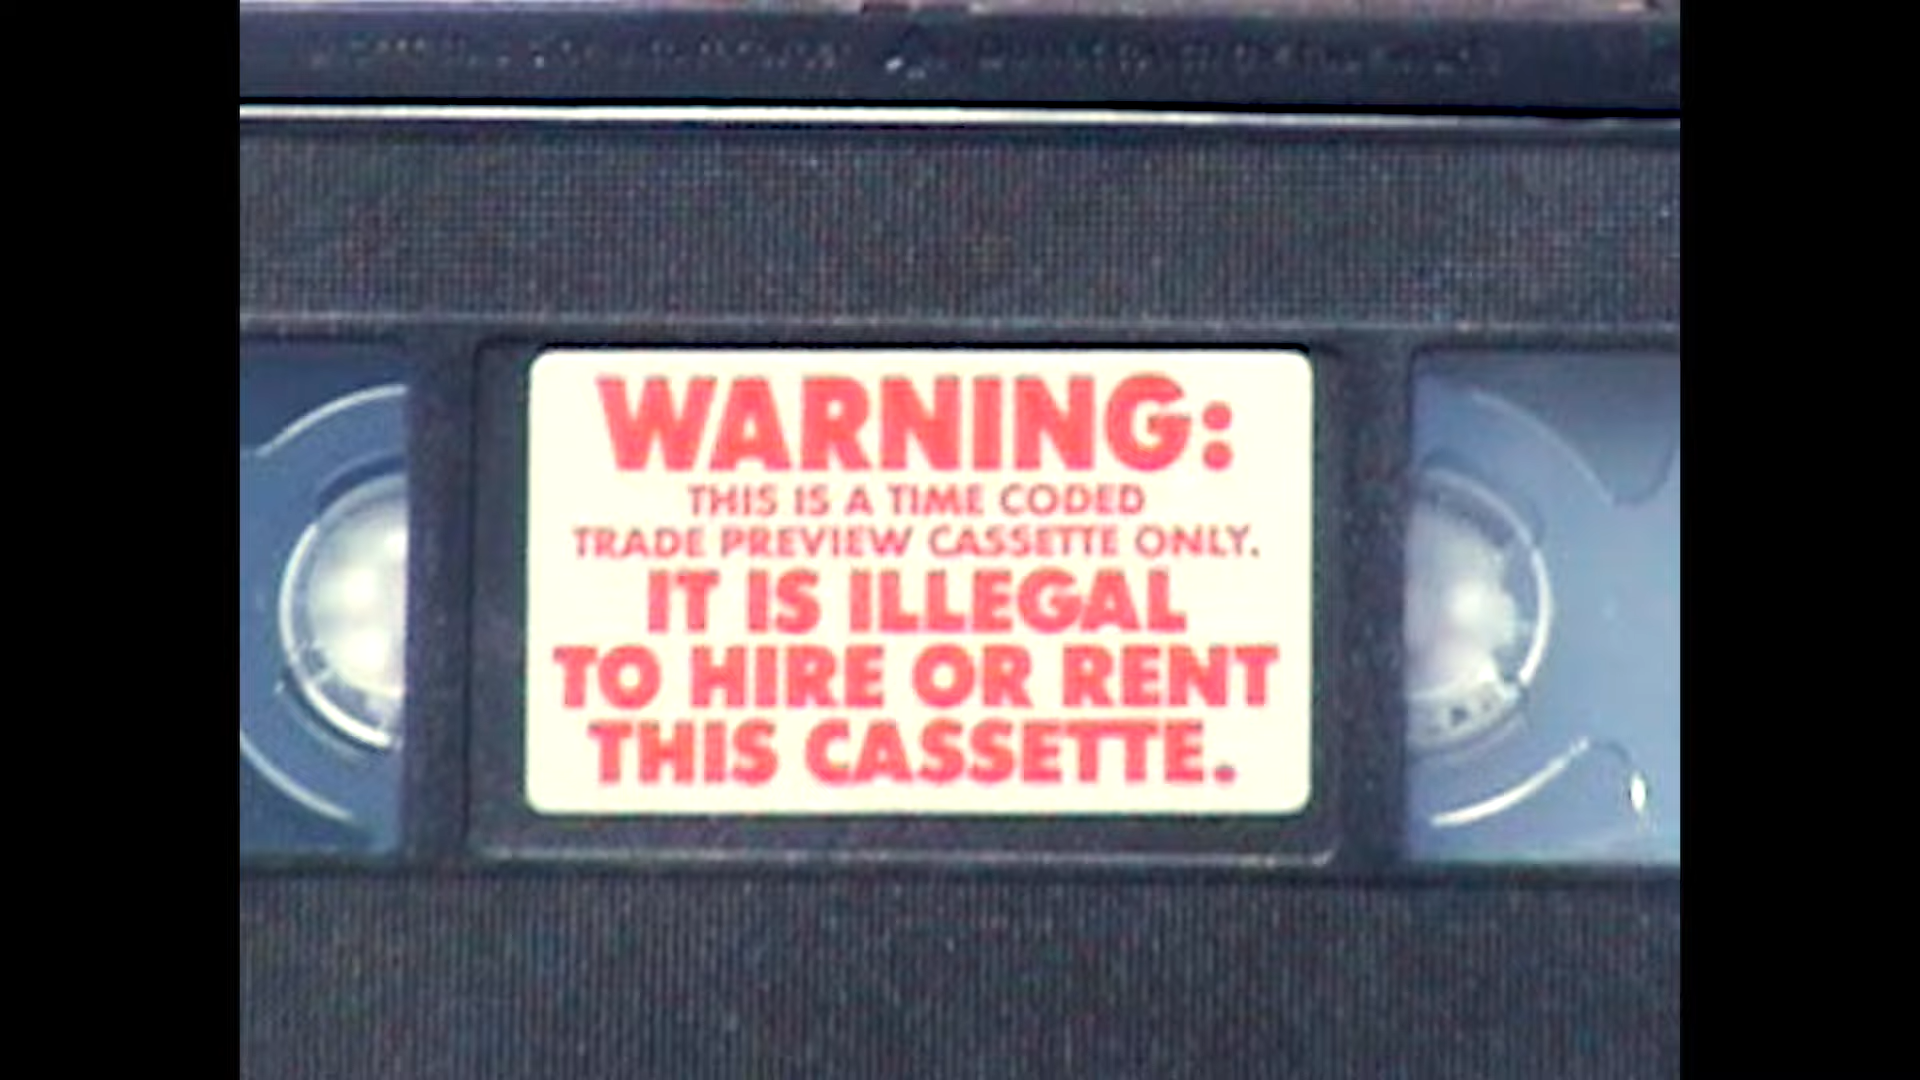 WARNING:
THIS IS A TIME CODED
TRADE PREVIEW CASSETTE ONLY.
IT IS ILLEGAL
TO HIRE OR RENT
THIS CASSETTE.